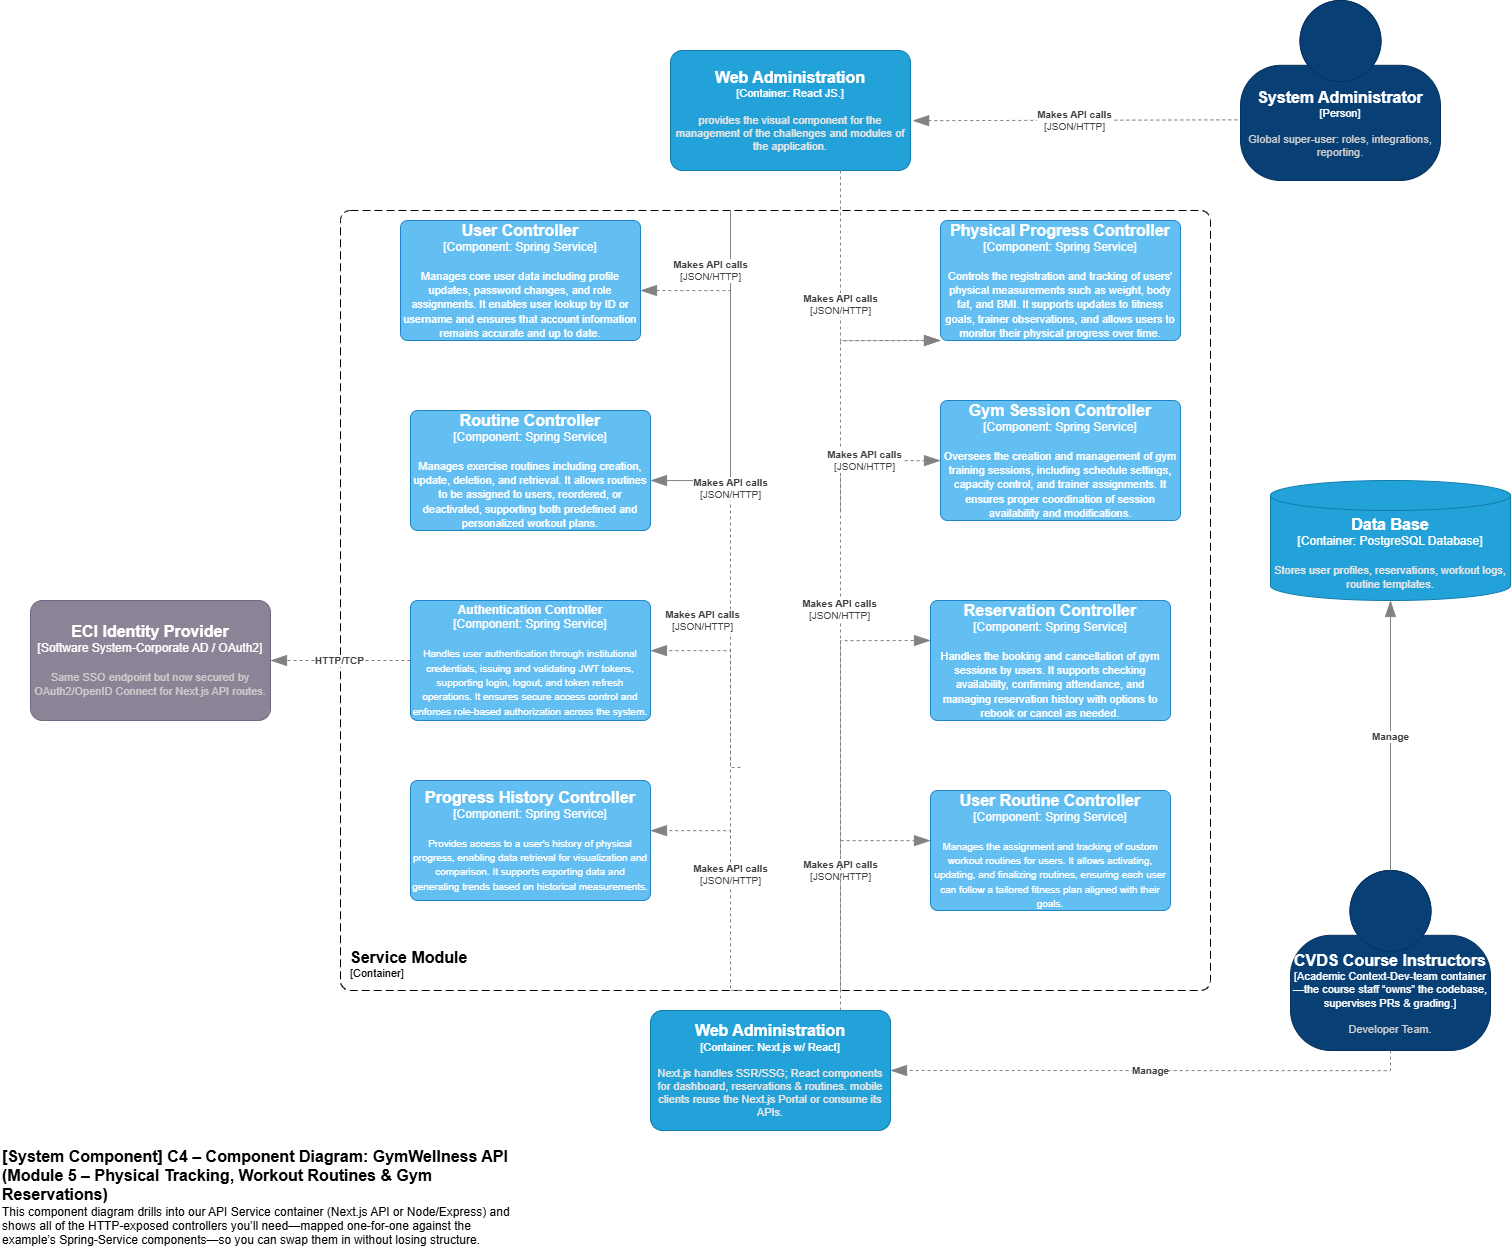 Web Administration
[Container: React JS.]
provides the visual component for the
management of the challenges and modules of
the application.
System Administrator
[Person]
Global super-user: roles, integrations,
reporting.
Makes API calls
[JSON/HTTP]
User Controller
[Component: Spring Service]
Manages core user data including profile
updates, password changes, and role
assignments. It enables user lookup by ID or
username and ensures that account information
remains accurate and up to date.
Makes API calls
[JSON/HTTP]
Makes API calls
[JSON/HTTP]
Physical Progress Controller
[Component: Spring Service]
Controls the registration and tracking of users'
physical measurements such as weight, body
fat, and BMI. It supports updates to fitness
goals, trainer observations, and allows users to
monitor their physical progress over time.
Routine Controller
[Component: Spring Service]
Manages exercise routines including creation,
update, deletion, and retrieval. It allows routines
to be assigned to users, reordered, or
deactivated, supporting both predefined and
personalized workout plans.
Makes API calls
[JSON/HTTP]
Makes API calls
[JSON/HTTP]
Gym Session Controller
[Component: Spring Service]
Oversees the creation and management of gym
training sessions, including schedule settings,
capacity control, and trainer assignments. It
ensures proper coordination of session
availability and modifications.
Data Base
[Container: PostgreSQL Database]
Stores user profiles, reservations, workout logs,
routine templates.
ECI Identity Provider
[Software System-Corporate AD / OAuth2]
Same SSO endpoint but now secured by
OAuth2/OpenID Connect for Next.js API routes.
HTTP/TCP
Authentication Controller
[Component: Spring Service]
Handles user authentication through institutional
credentials, issuing and validating JWT tokens,
supporting login, logout, and token refresh
operations. It ensures secure access control and
enforces role-based authorization across the system.
Makes API calls
[JSON/HTTP]
Makes API calls
[JSON/HTTP]
Reservation Controller
[Component: Spring Service]
Handles the booking and cancellation of gym
sessions by users. It supports checking
availability, confirming attendance, and
managing reservation history with options to
rebook or cancel as needed.
Manage
Progress History Controller
[Component: Spring Service]
Provides access to a user's history of physical
progress, enabling data retrieval for visualization and
comparison. It supports exporting data and
generating trends based on historical measurements.
Makes API calls
[JSON/HTTP]
Makes API calls
[JSON/HTTP]
User Routine Controller
[Component: Spring Service]
Manages the assignment and tracking of custom
workout routines for users. It allows activating,
updating, and finalizing routines, ensuring each user
can follow a tailored fitness plan aligned with their
goals.
Service Module
[Container]
CVDS Course Instructors
[Academic Context-Dev-team container
—the course staff “owns” the codebase,
supervises PRs & grading.]
Developer Team.
Web Administration
[Container: Next.js w/ React]
Next.js handles SSR/SSG; React components
for dashboard, reservations & routines. mobile
clients reuse the Next.js Portal or consume its
APIs.
Manage
[System Component] C4 – Component Diagram: GymWellness API
(Module 5 – Physical Tracking, Workout Routines & Gym
Reservations)
This component diagram drills into our API Service container (Next.js API or Node/Express) and
shows all of the HTTP-exposed controllers you’ll need—mapped one-for-one against the
example’s Spring-Service components—so you can swap them in without losing structure.